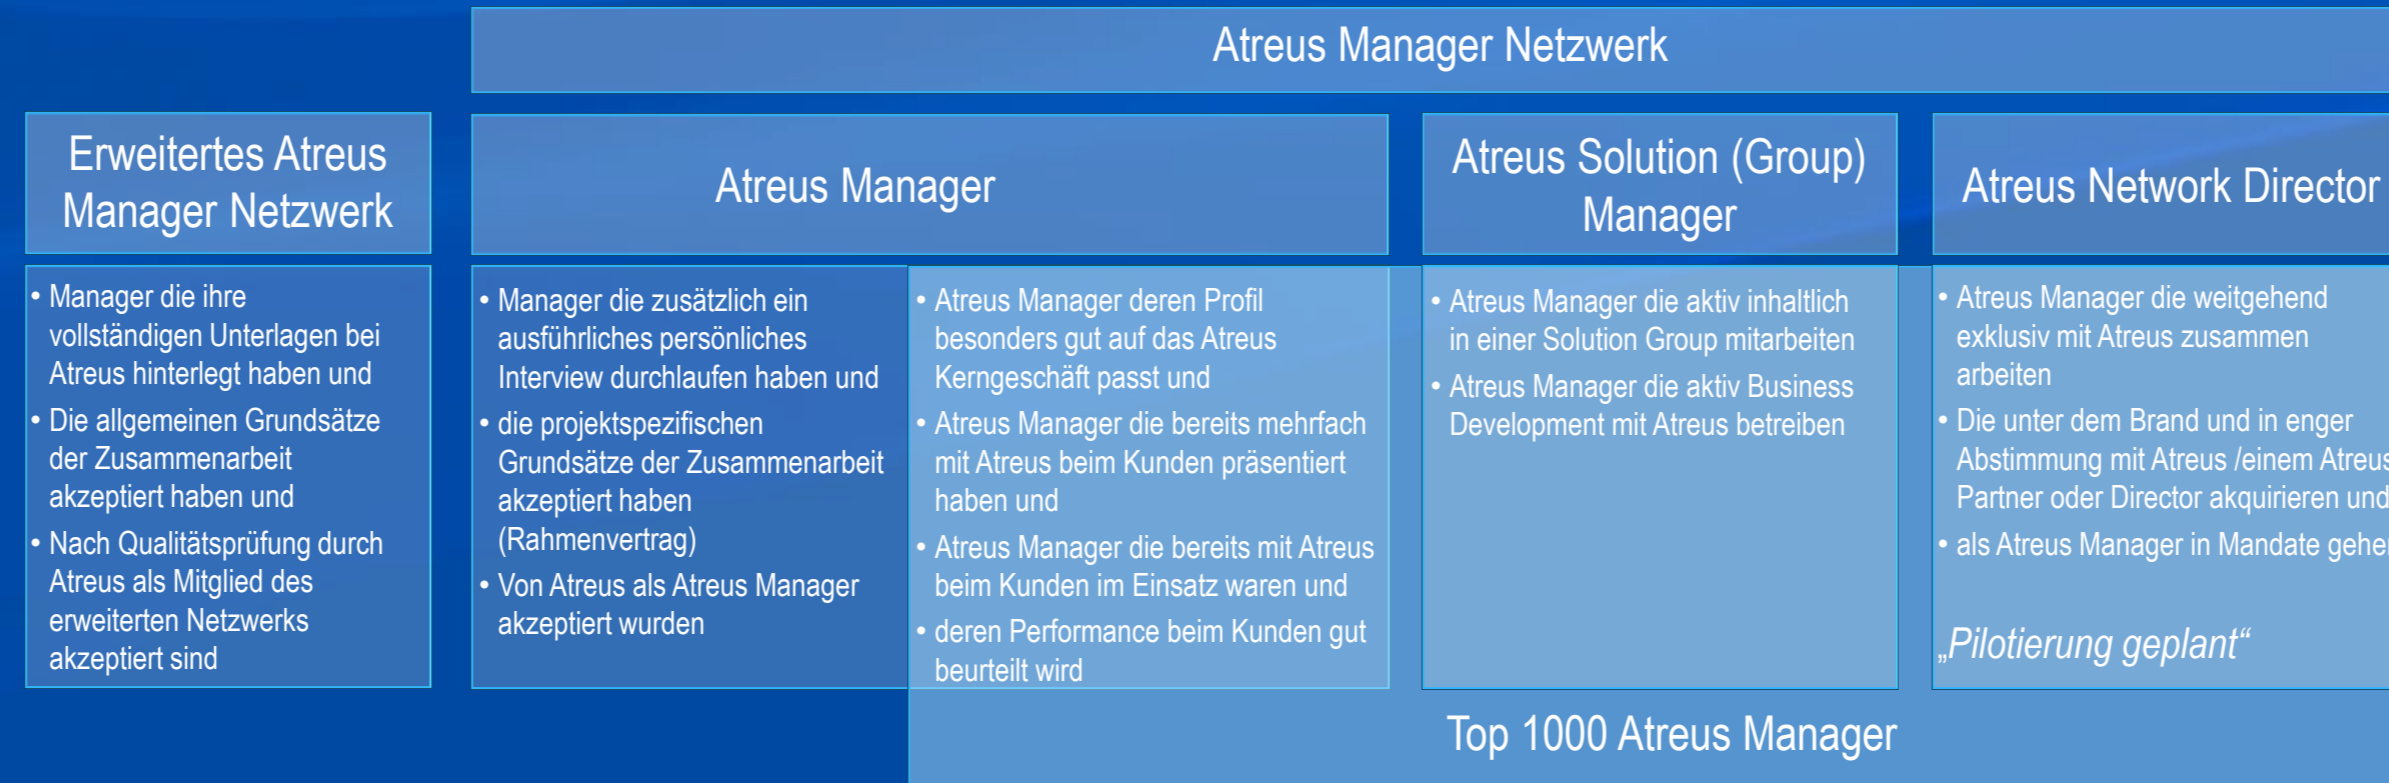 Atreus Manager Netzwerk
Erweitertes Atreus
Manager Netzwerk
• Manager die ihre
vollständigen Unterlagen bei
Atreus hinterlegt haben und
• Die allgemeinen Grundsätze
der Zusammenarbeit
akzeptiert haben und
• Nach Qualitätsprüfung durch
Atreus als Mitglied des
erweiterten Netzwerks
akzeptiert sind
Atreus Manager
• Manager die zusätzlich ein
ausführliches persönliches
Interview durchlaufen haben und
• die projektspezifischen
Grundsätze der Zusammenarbeit
akzeptiert haben
(Rahmenvertrag)
• Von Atreus als Atreus Manager
akzeptiert wurden
• Atreus Manager deren Profil
besonders gut auf das Atreus
Kerngeschäft passt und
• Atreus Manager die bereits mehrfach
mit Atreus beim Kunden präsentiert
haben und
• Atreus Manager die bereits mit Atreus
beim Kunden im Einsatz waren und
• deren Performance beim Kunden gut
beurteilt wird
Atreus Solution (Group)
Manager
• Atreus Manager die aktiv inhaltlich
in einer Solution Group mitarbeiten
• Atreus Manager die aktiv Business
Development mit Atreus betreiben
Atreus Network Director
• Atreus Manager die weitgehend
exklusiv mit Atreus zusammen
arbeiten
• Die unter dem Brand und in enger
Abstimmung mit Atreus /einem Atreus
Partner oder Director akquirieren und
• als Atreus Manager in Mandate gehen
„Pilotierung geplant“
Top 1000 Atreus Manager